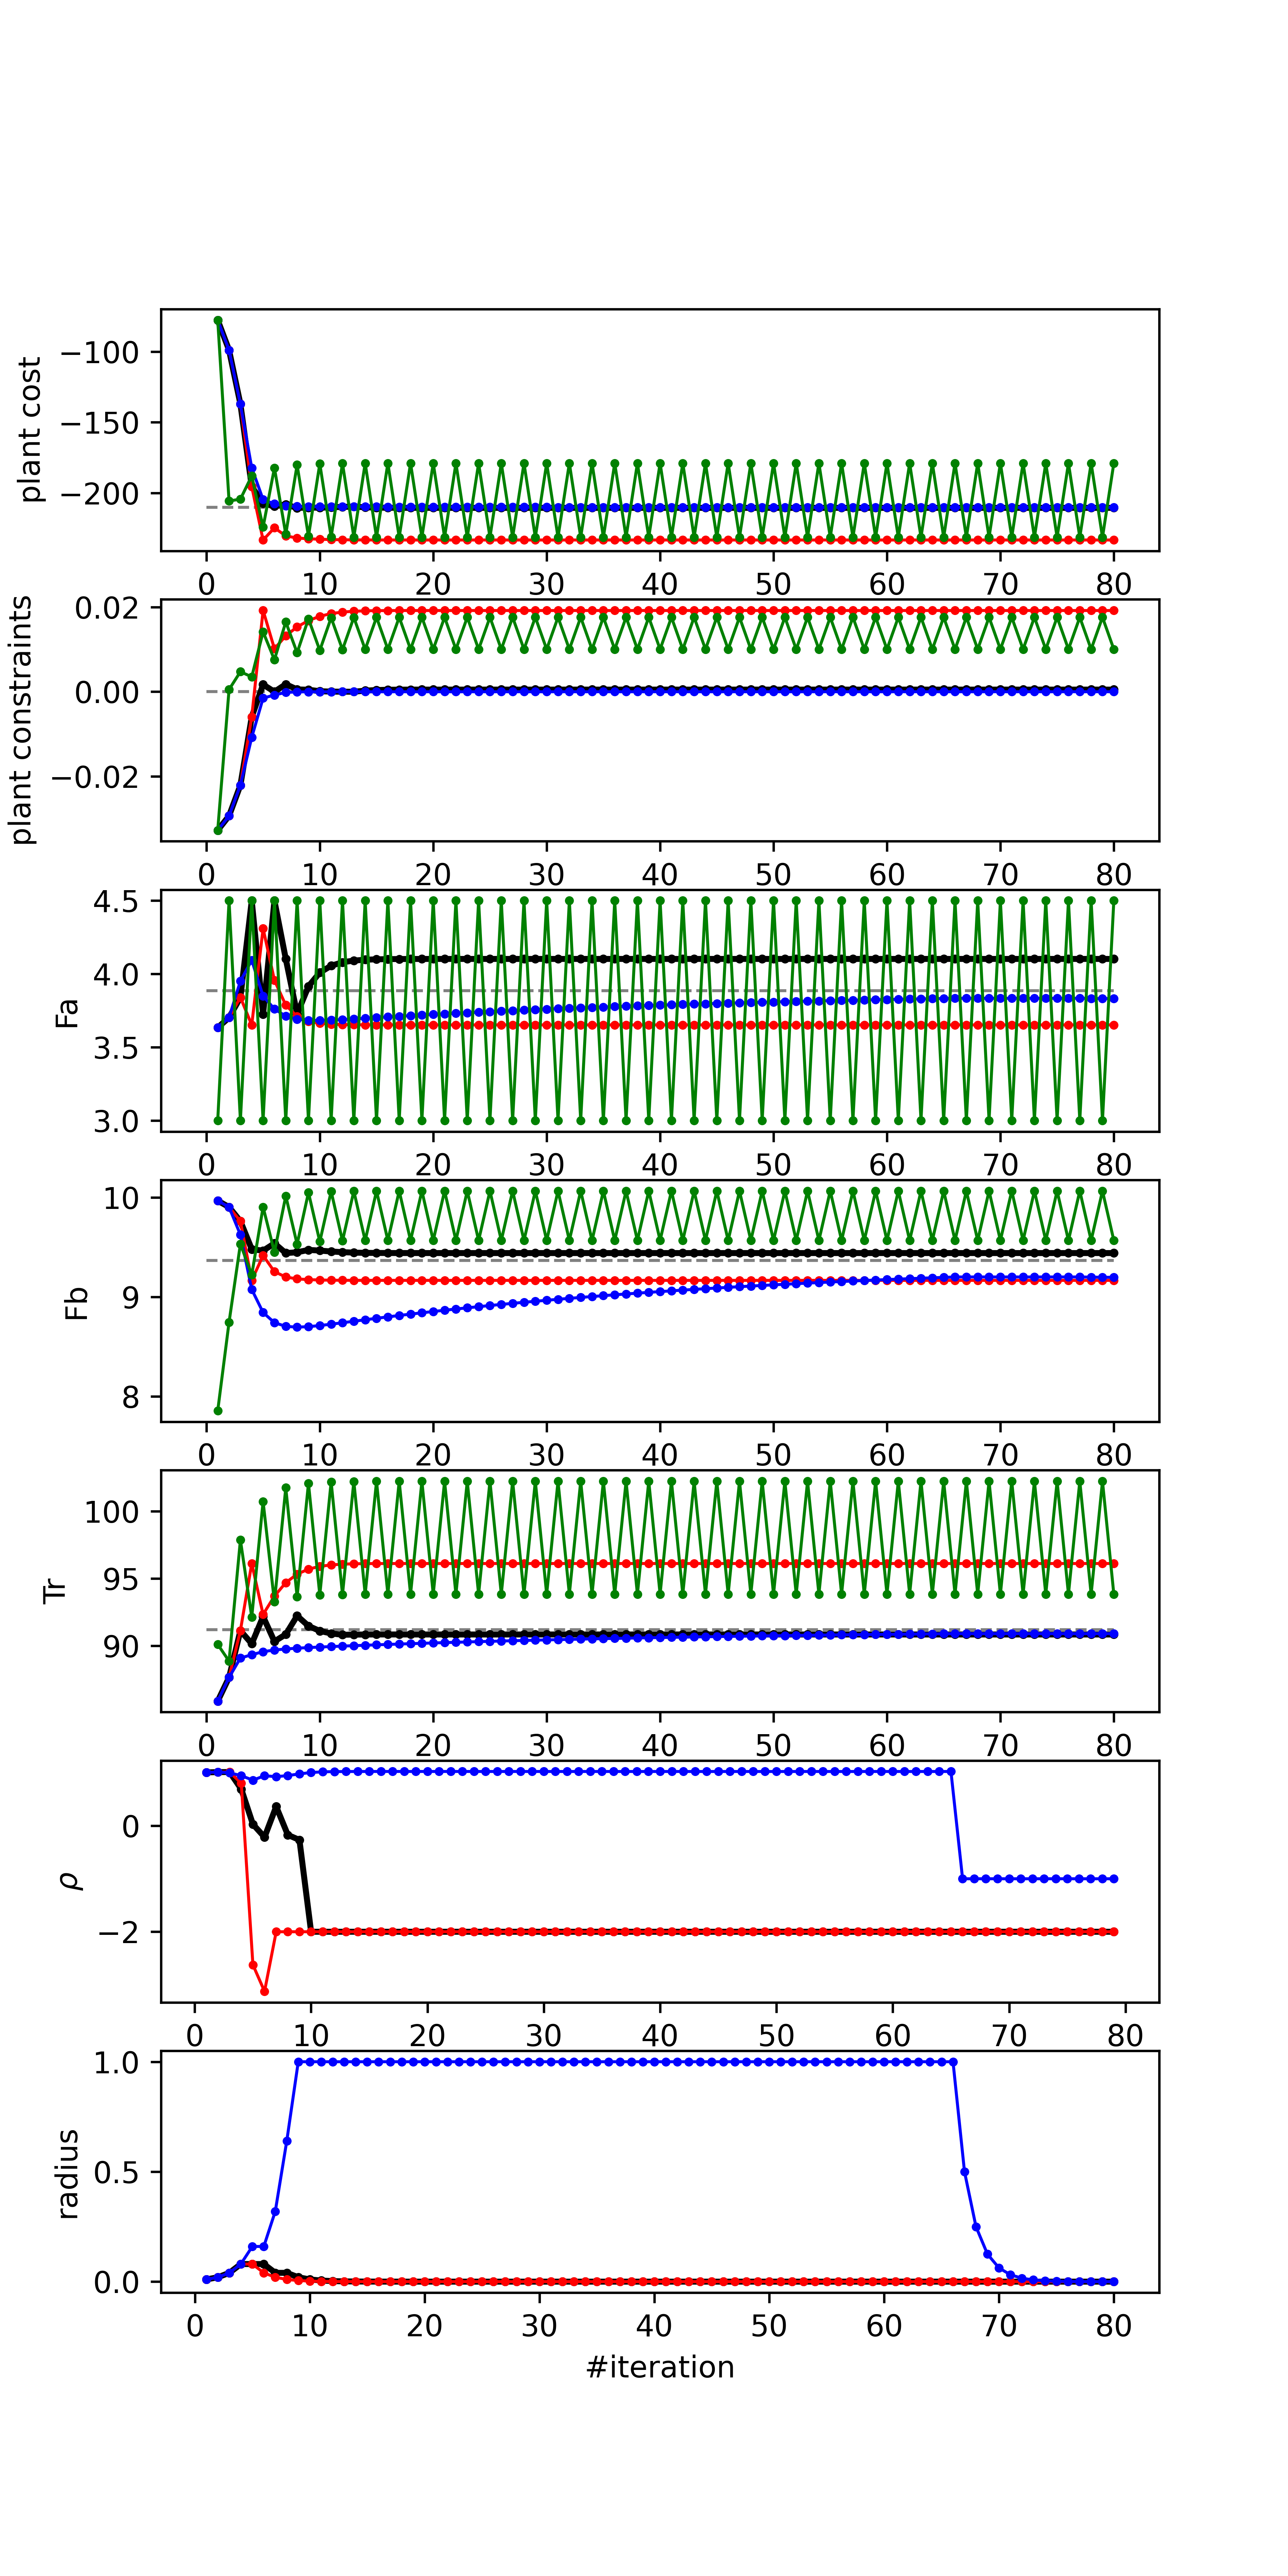 plant cost
−100
−150
−200
0 10 20 30 40 50 60 70 80
plant constraints
0.02
0.00
−0.02
0 10 20 30 40 50 60 70 80
Fa
4.5
4.0
3.5
3.0
0 10 20 30 40 50 60 70 80
Fb
10
9
8
0 10 20 30 40 50 60 70 80
Tr
100
95
90
0 10 20 30 40 50 60 70 80
ρ
0
−2
0 10 20 30 40 50 60 70 80
radius
1.0
0.5
0.0
0 10 20 30 40 50 60 70 80
#iteration